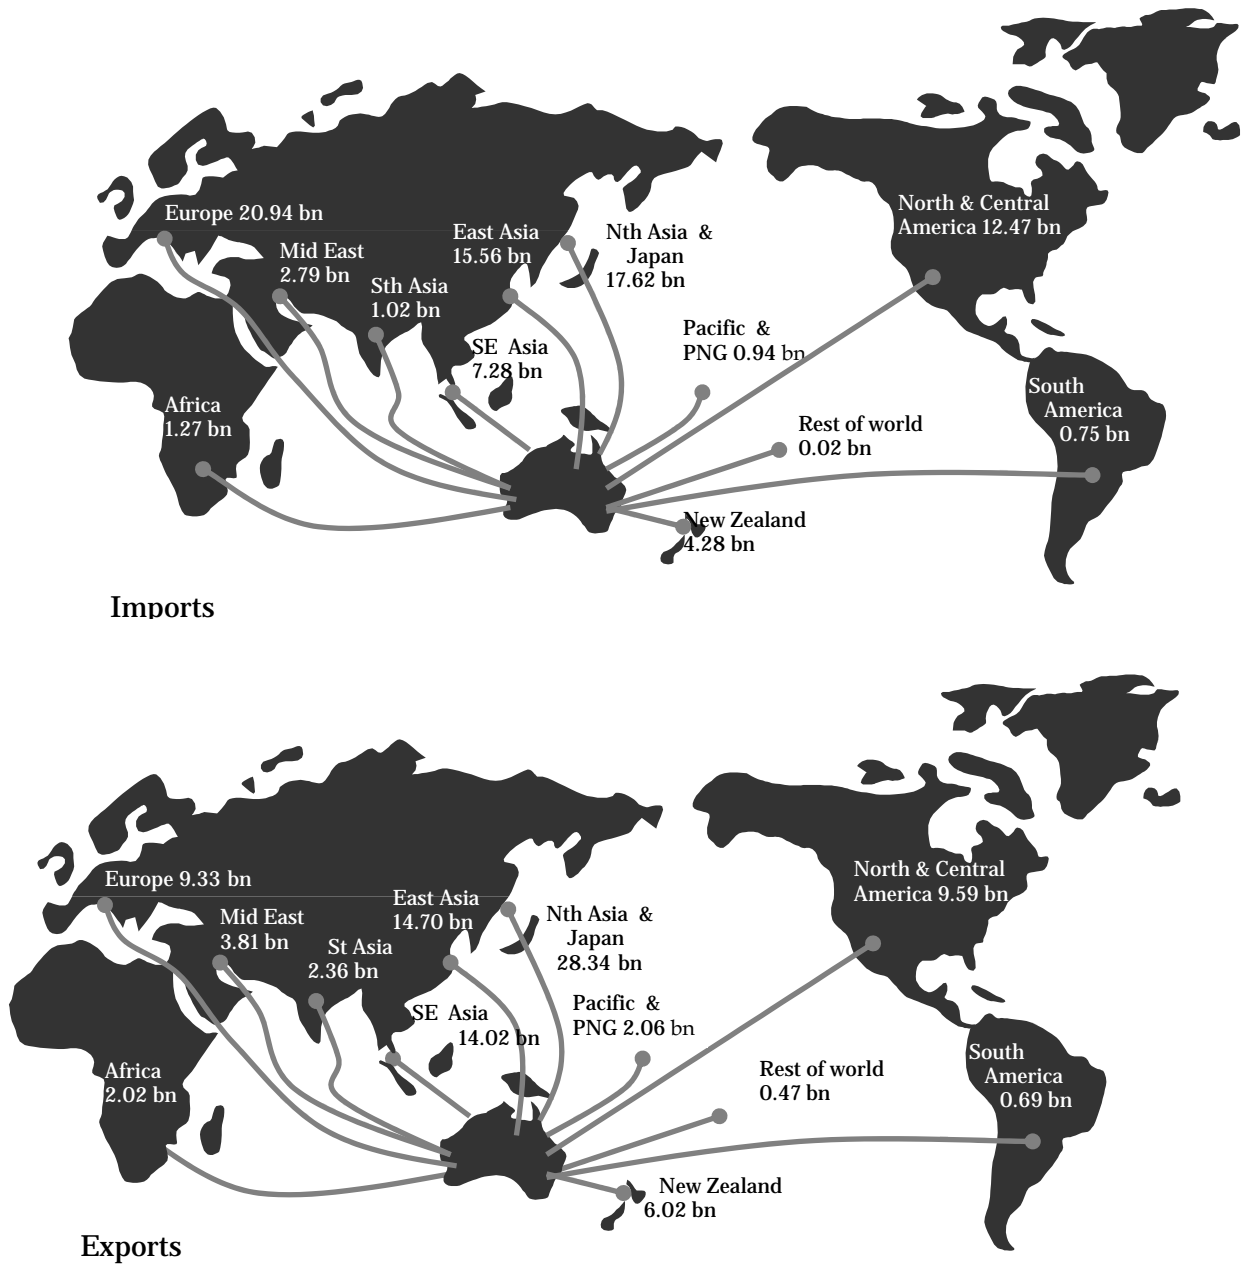 Europe 20.94 bn
Mid East
2.79 bn
Sth Asia
1.02 bn
East Asia
15.56 bn
Nth Asia &
Japan
17.62 bn
North & Central
America 12.47 bn
SE Asia
7.28 bn
Pacific &
PNG 0.94 bn
Africa
1.27 bn
South
America
0.75 bn
Rest of world
0.02 bn
New Zealand
4.28 bn
Imports
Europe 9.33 bn
Mid East
3.81 bn
St Asia
2.36 bn
East Asia
14.70 bn
Nth Asia &
Japan
28.34 bn
North & Central
America 9.59 bn
SE Asia
14.02 bn
Pacific &
PNG 2.06 bn
Africa
2.02 bn
South
America
0.69 bn
Rest of world
0.47 bn
New Zealand
6.02 bn
Exports